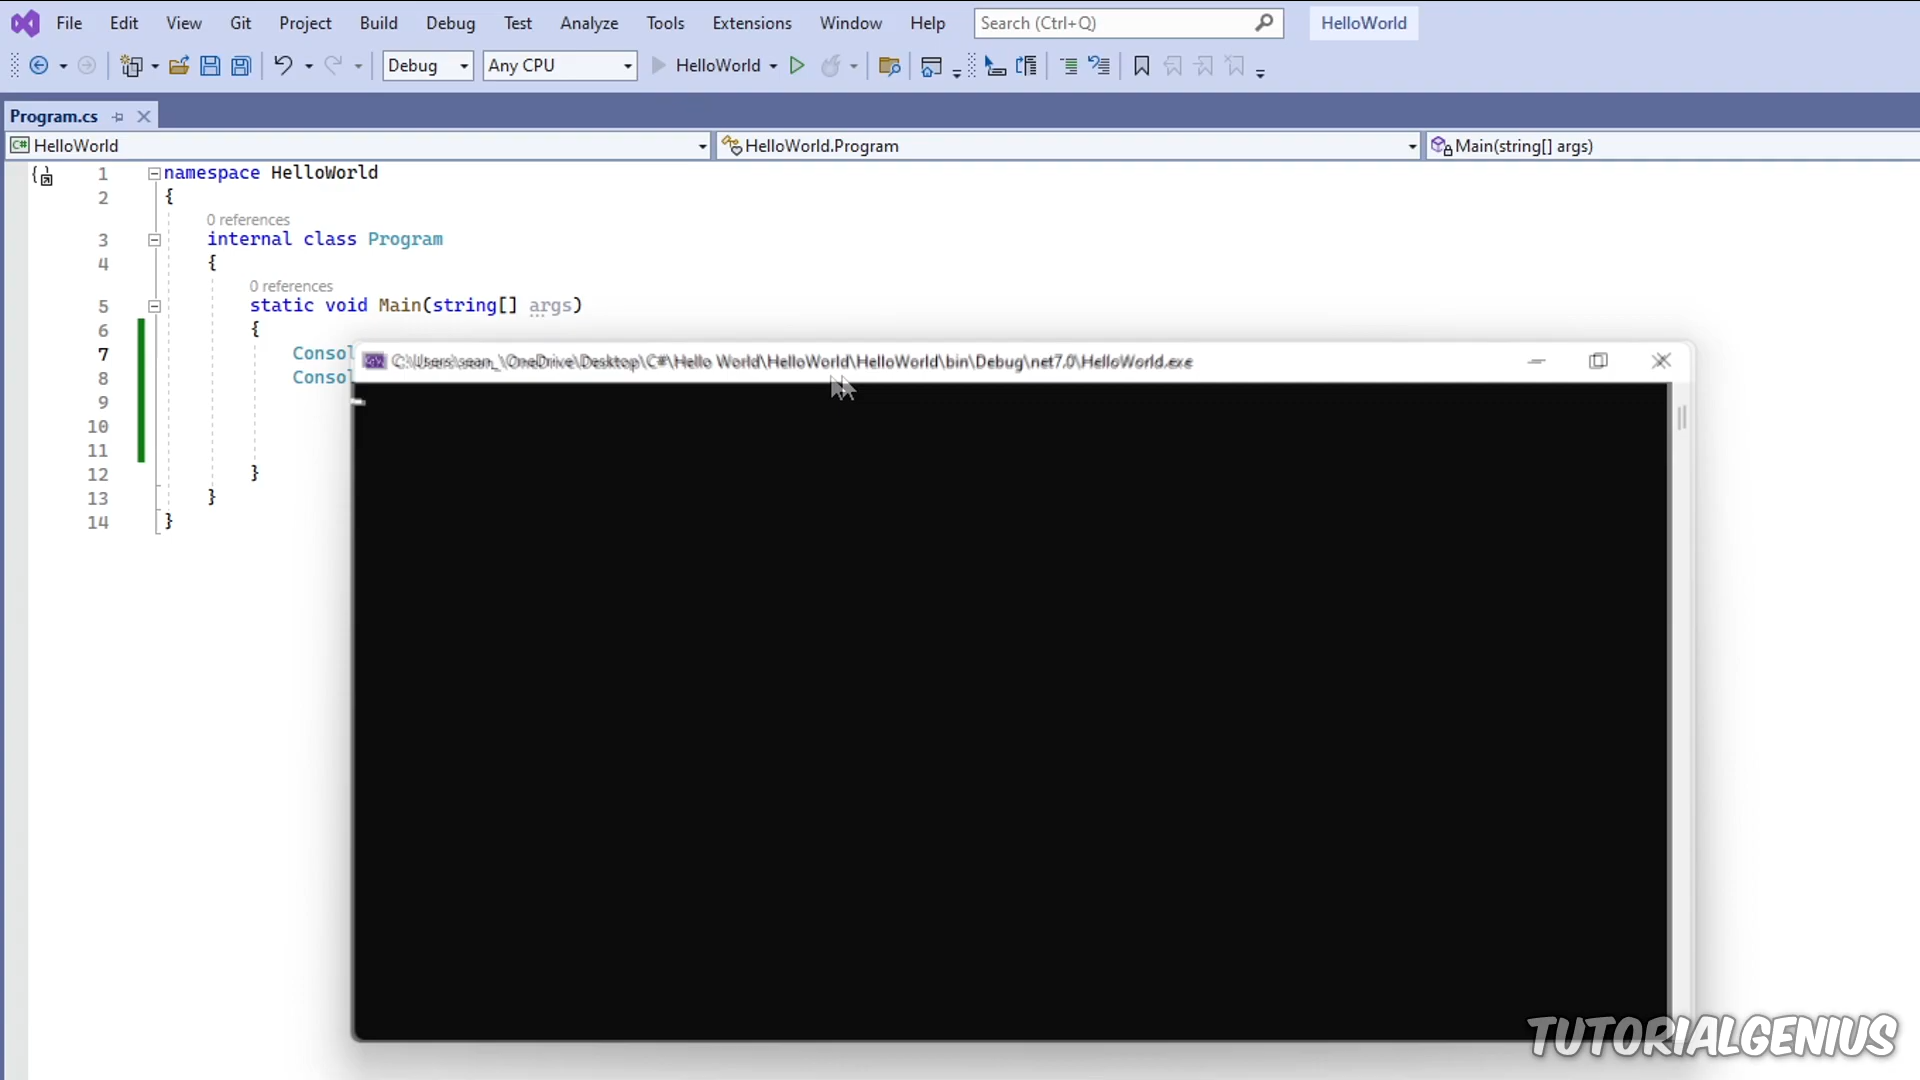 File Edit View Git Project Build Debug Test Analyze Tools Extensions Window Help Search (Ctrl+Q) HelloWorld
Debug Any CPU HelloWorld
Program.cs
HelloWorld HelloWorld.Program Main(string[] args)
1 namespace HelloWorld
2 {
0 references
3 internal class Program
4 {
0 references
5 static void Main(string[] args)
6 {
7 Consol
C:\Users\sean_\OneDrive\Desktop\C#\Hello World\HelloWorld\HelloWorld\bin\Debug\net7.0\HelloWorld.exe
8 Consol
9
10
11
12 }
13 }
14 }
TUTORIALGENIUS